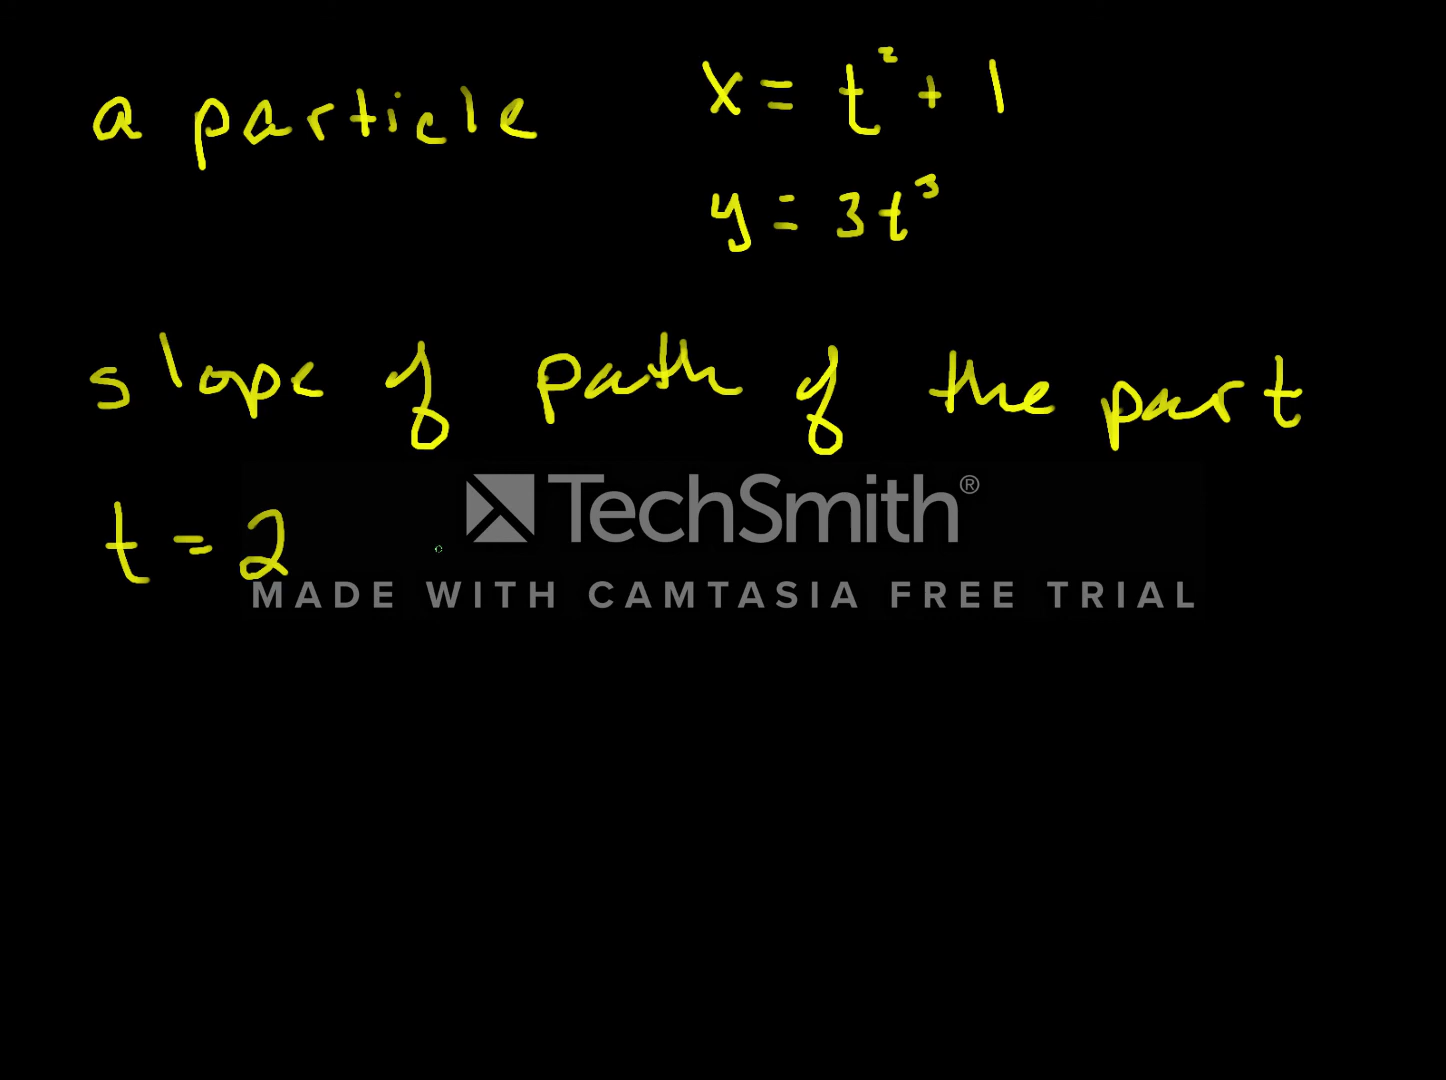 a particle x = t² + 1
y = 3t³
slope of path of the part
t = 2
TechSmith®
MADE WITH CAMTASIA FREE TRIAL